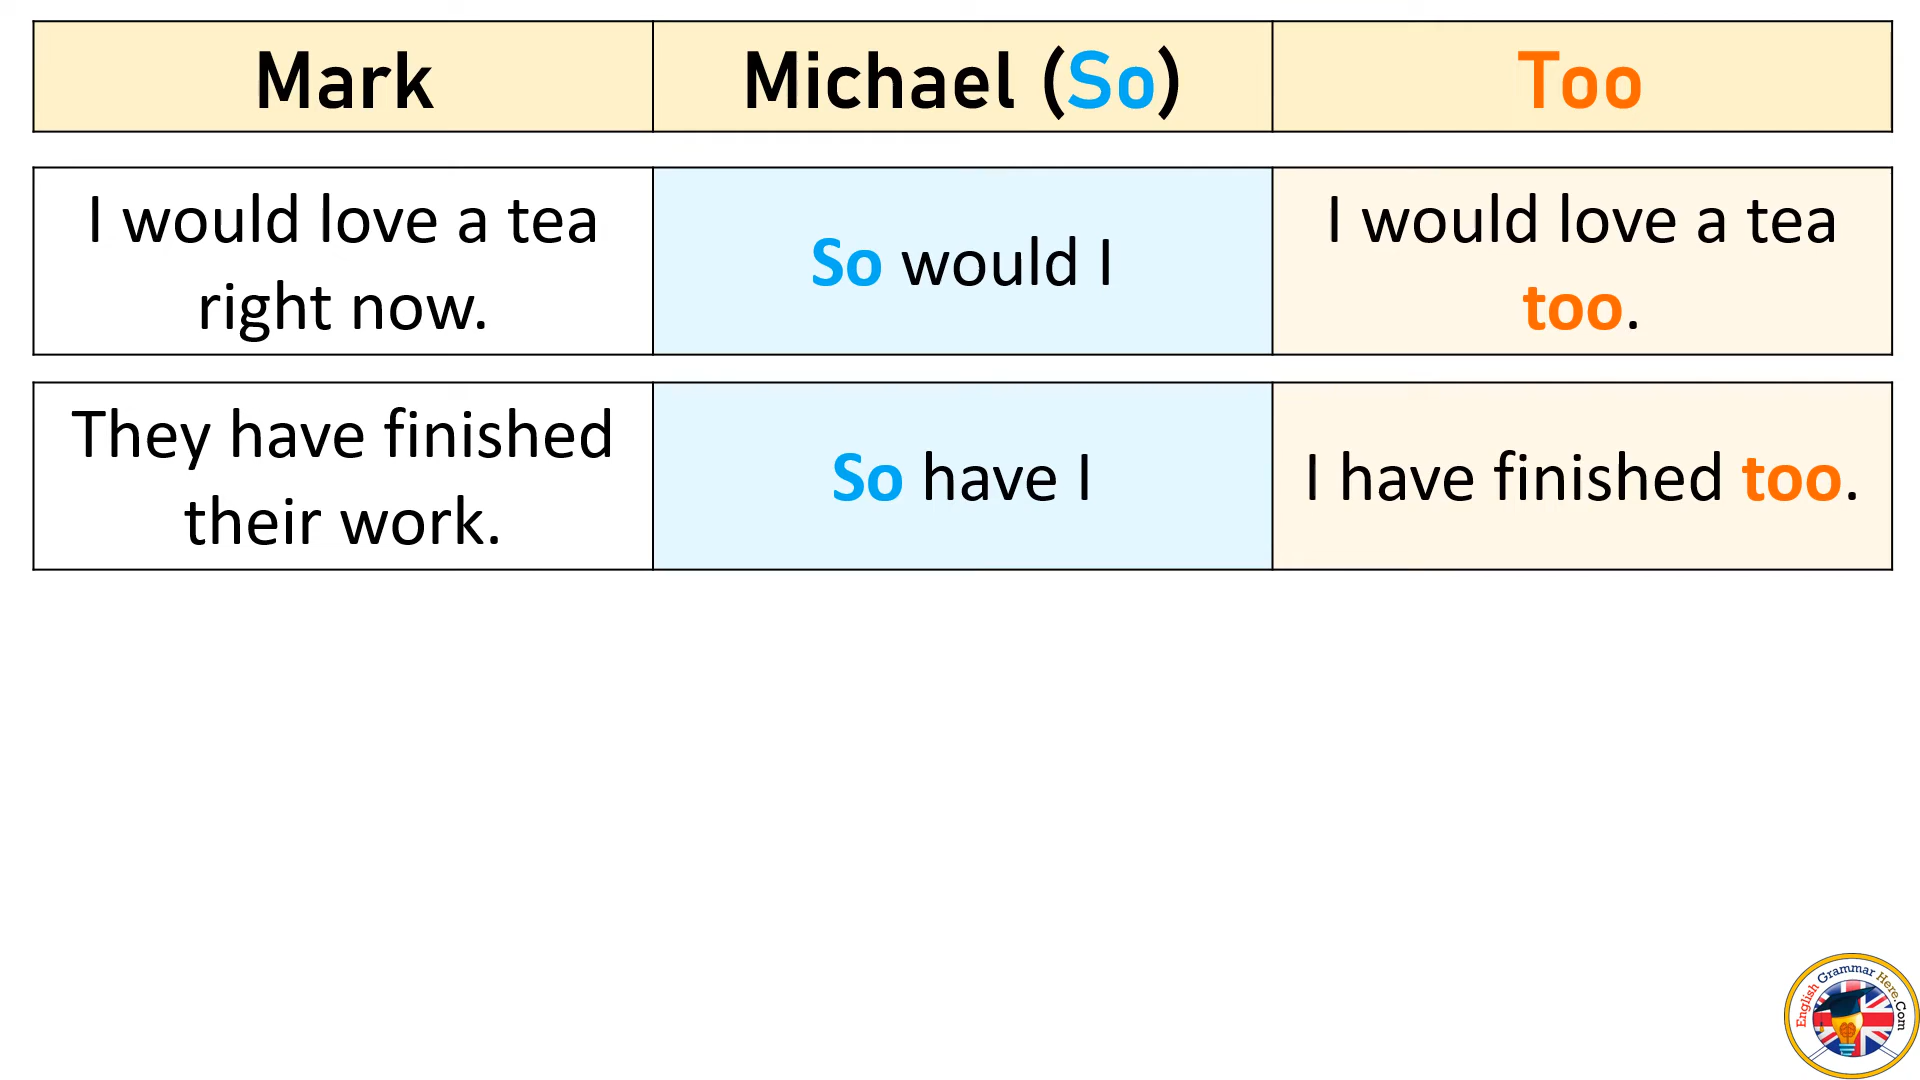 Mark
Michael (So)
Too
I would love a tea
right now.
So would I
I would love a tea
too.
They have finished
their work.
So have I
I have finished too.
English Grammar Here.Com